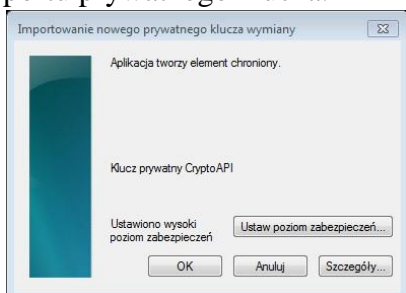 Importowanie nowego prywatnego klucza wymiany
Aplikacja tworzy element chroniony.
Klucz prywatny CryptoAPI
Ustawiono wysoki
poziom zabezpieczeń
Ustaw poziom zabezpieczeń...
OK
Anuluj
Szczegóły...